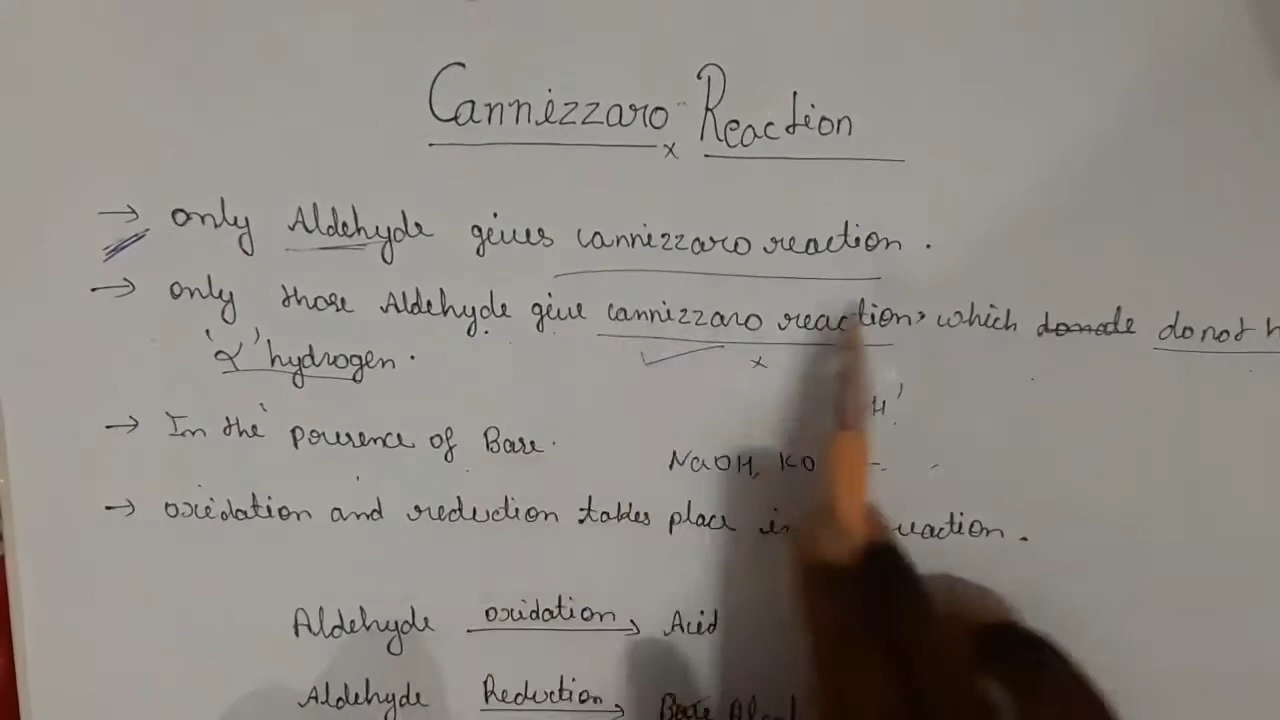 Cannizzaro Reaction
x
→ only Aldehyde gives cannizzaro reaction.
→ only those Aldehyde give cannizzaro reaction, which do not
'α' hydrogen.
x
→ In the presence of Base.
NaOH, KO
→ oxidation and reduction takes place in
Aldehyde oxidation → Acid
Aldehyde Reduction →